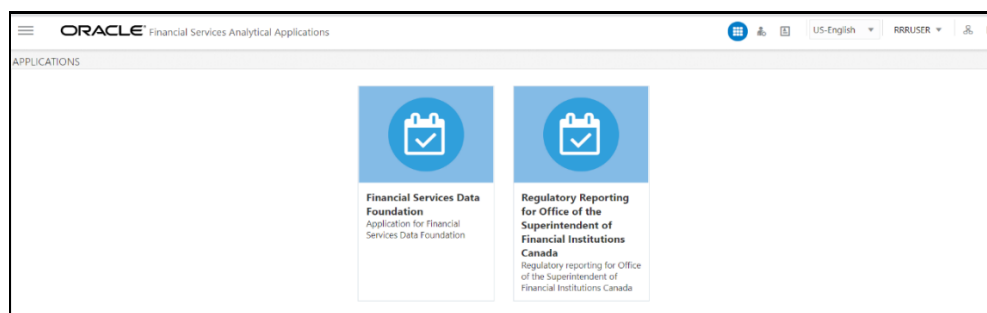 ORACLE Financial Services Analytical Applications
US-English
RRRUSER
APPLICATIONS
Financial Services Data
Foundation
Application for Financial
Services Data Foundation
Regulatory Reporting
for Office of the
Superintendent of
Financial Institutions
Canada
Regulatory reporting for Office
of the Superintendent of
Financial Institutions Canada